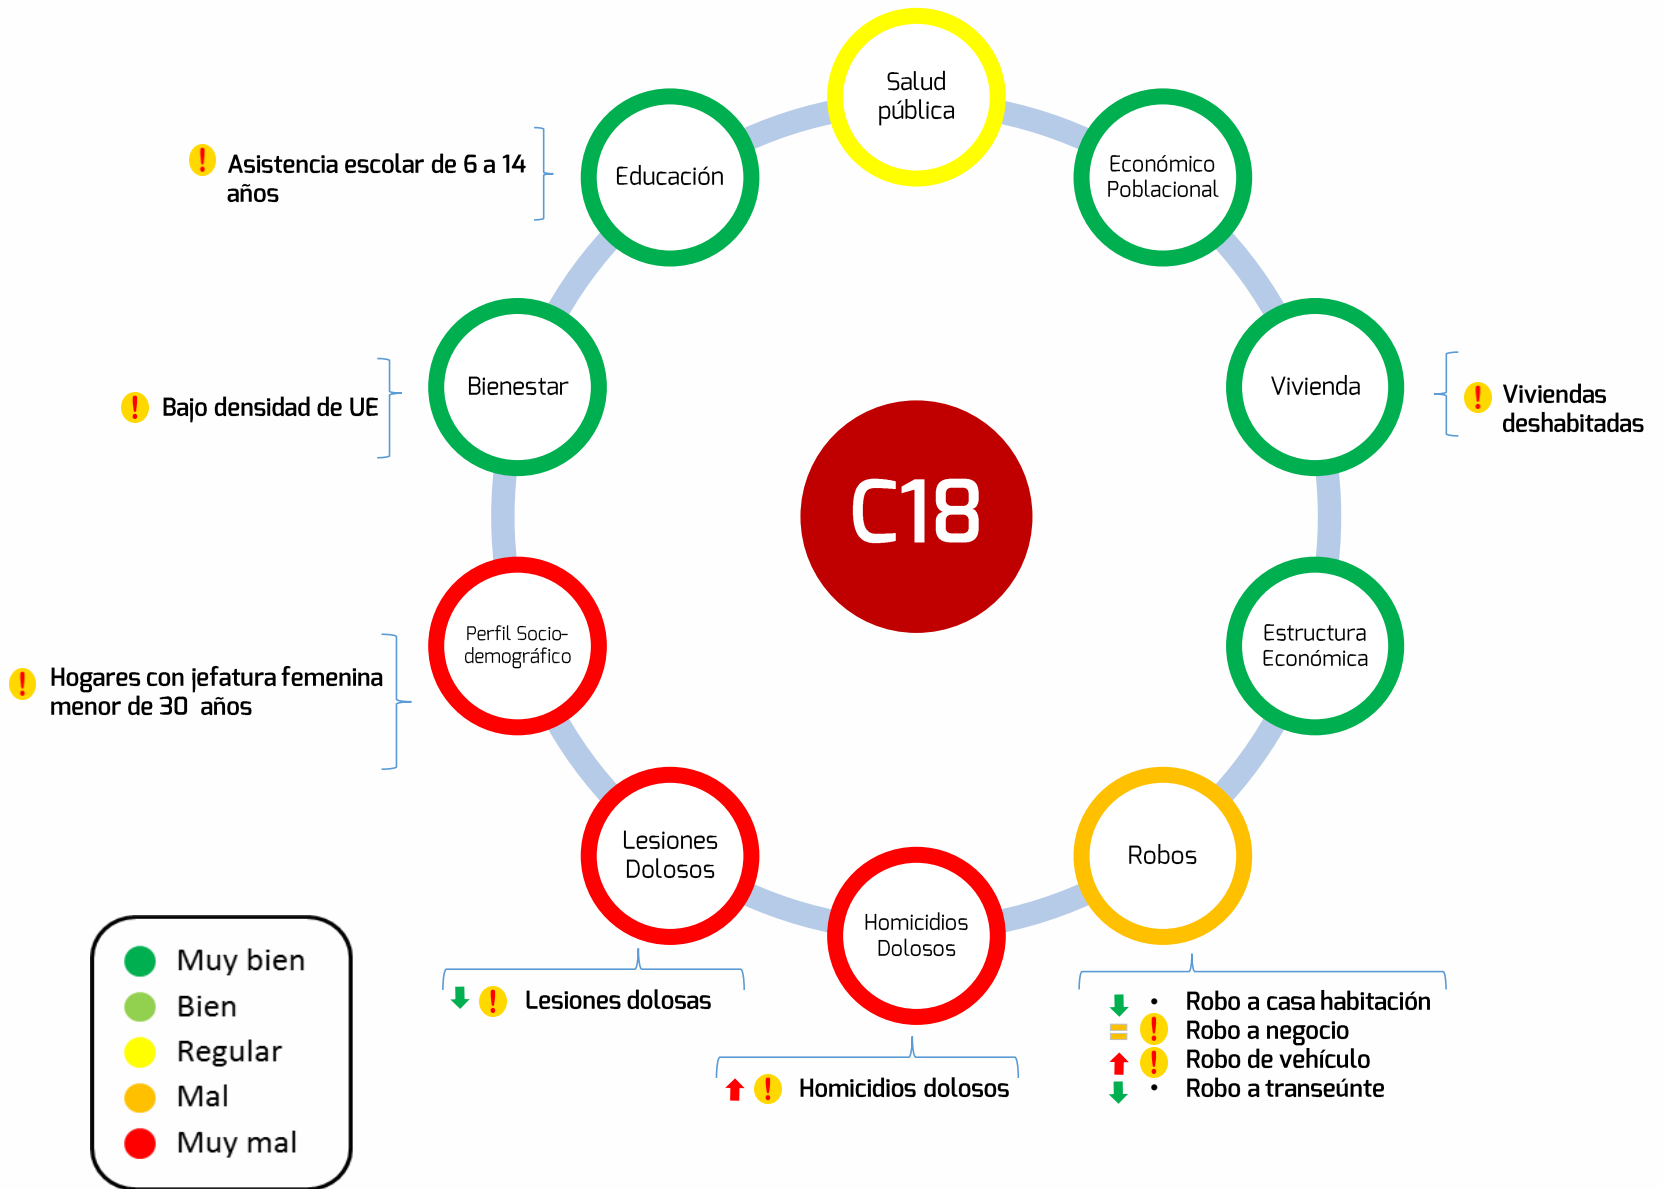 Salud
pública
Educación
Económico
Poblacional
! Asistencia escolar de 6 a 14
años
Bienestar
Vivienda
! Bajo densidad de UE
! Viviendas
deshabitadas
C18
Perfil Socio-
demográfico
Estructura
Económica
! Hogares con jefatura femenina
menor de 30 años
Lesiones
Dolosos
Homicidios
Dolosos
Robos
! Lesiones dolosas
! Homicidios dolosos
• Robo a casa habitación
= ! Robo a negocio
! Robo de vehículo
• Robo a transeúnte
Muy bien
Bien
Regular
Mal
Muy mal